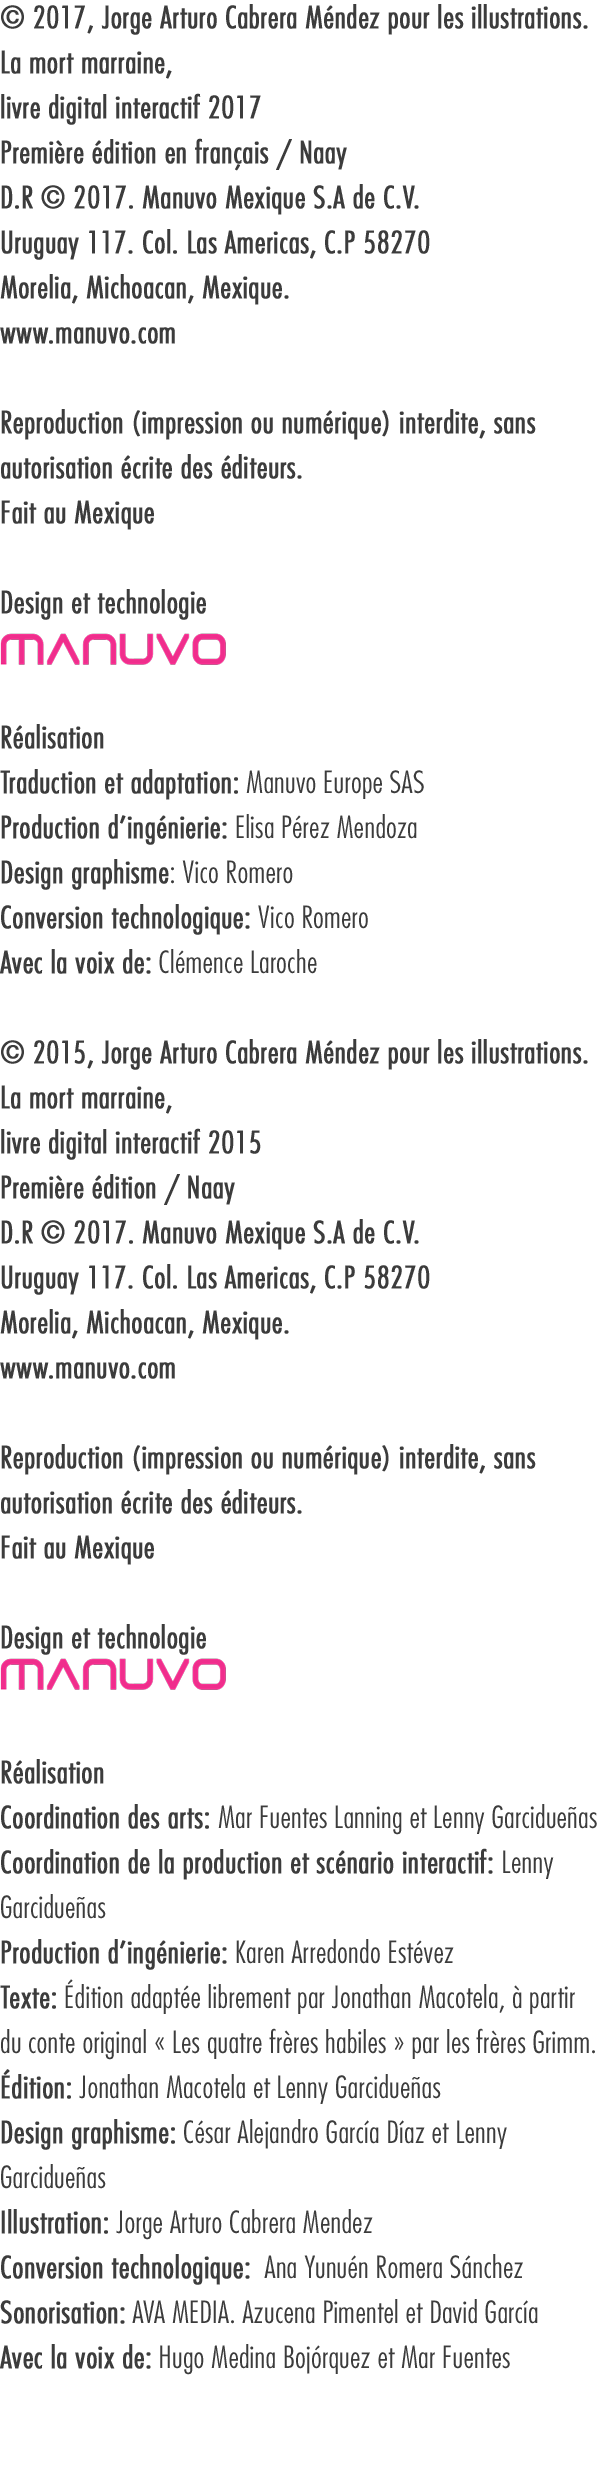 © 2017, Jorge Arturo Cabrera Méndez pour les illustrations.
La mort marraine,
livre digital interactif 2017
Première édition en français / Naay
D.R © 2017. Manuvo Mexique S.A de C.V.
Uruguay 117. Col. Las Americas, C.P 58270
Morelia, Michoacan, Mexique.
www.manuvo.com
Reproduction (impression ou numérique) interdite, sans
autorisation écrite des éditeurs.
Fait au Mexique
Design et technologie
MANUVO
Réalisation
Traduction et adaptation: Manuvo Europe SAS
Production d’ingénierie: Elisa Pérez Mendoza
Design graphisme: Vico Romero
Conversion technologique: Vico Romero
Avec la voix de: Clémence Laroche
© 2015, Jorge Arturo Cabrera Méndez pour les illustrations.
La mort marraine,
livre digital interactif 2015
Première édition / Naay
D.R © 2017. Manuvo Mexique S.A de C.V.
Uruguay 117. Col. Las Americas, C.P 58270
Morelia, Michoacan, Mexique.
www.manuvo.com
Reproduction (impression ou numérique) interdite, sans
autorisation écrite des éditeurs.
Fait au Mexique
Design et technologie
MANUVO
Réalisation
Coordination des arts: Mar Fuentes Lanning et Lenny Garcidueñas
Coordination de la production et scénario interactif: Lenny
Garcidueñas
Production d’ingénierie: Karen Arredondo Estévez
Texte: Édition adaptée librement par Jonathan Macotela, à partir
du conte original « Les quatre frères habiles » par les frères Grimm.
Édition: Jonathan Macotela et Lenny Garcidueñas
Design graphisme: César Alejandro García Díaz et Lenny
Garcidueñas
Illustration: Jorge Arturo Cabrera Mendez
Conversion technologique: Ana Yunuén Romera Sánchez
Sonorisation: AVA MEDIA. Azucena Pimentel et David García
Avec la voix de: Hugo Medina Bojórquez et Mar Fuentes